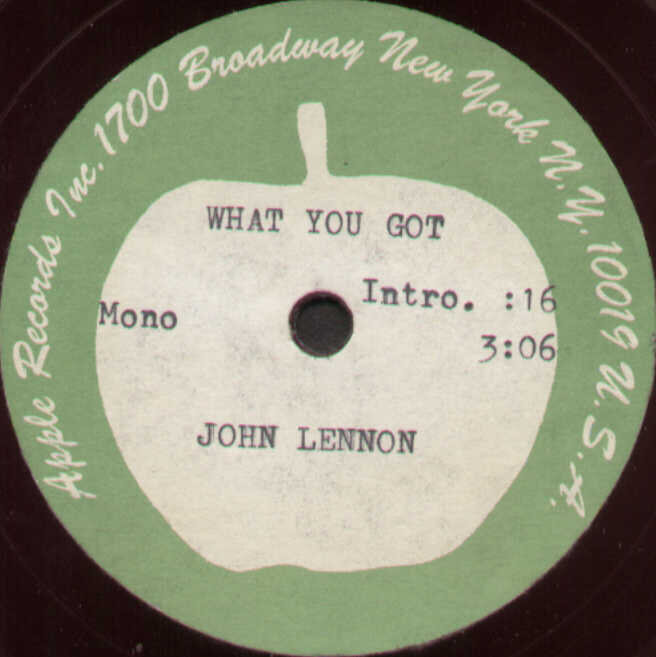 Apple Records Inc. 1700 Broadway New York N.Y. 10019 U.S.A.
WHAT YOU GOT
Intro. :16
Mono
3:06
JOHN LENNON